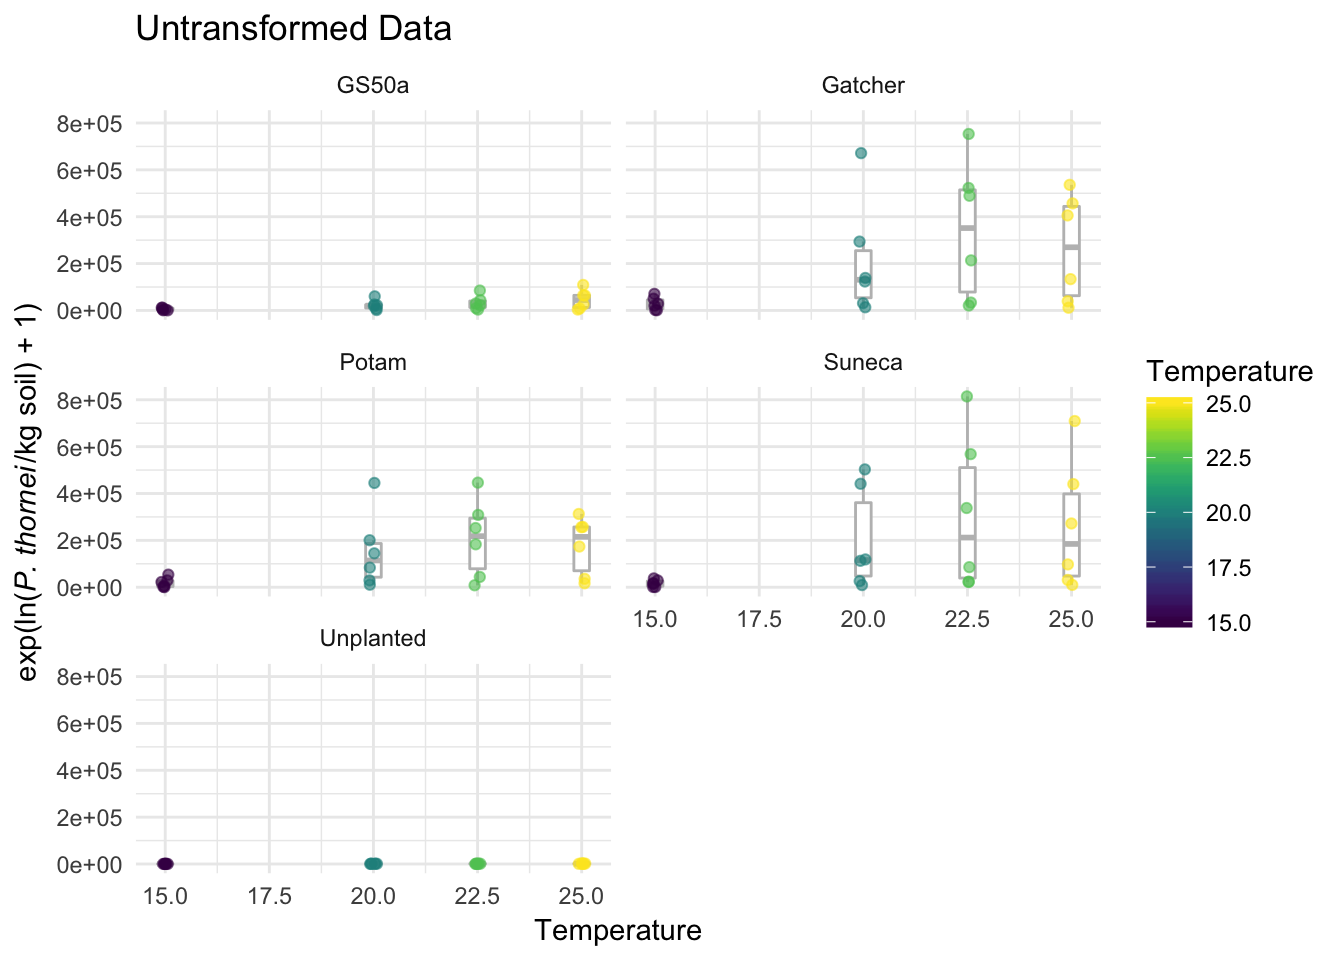 Untransformed Data
GS50a
Gatcher
8e+05
6e+05
4e+05
2e+05
0e+00
Potam
Suneca
8e+05
6e+05
4e+05
2e+05
0e+00
15.0 17.5 20.0 22.5 25.0
Unplanted
8e+05
6e+05
4e+05
2e+05
0e+00
15.0 17.5 20.0 22.5 25.0
Temperature
exp(ln(P. thornei/kg soil) + 1)
Temperature
25.0
22.5
20.0
17.5
15.0